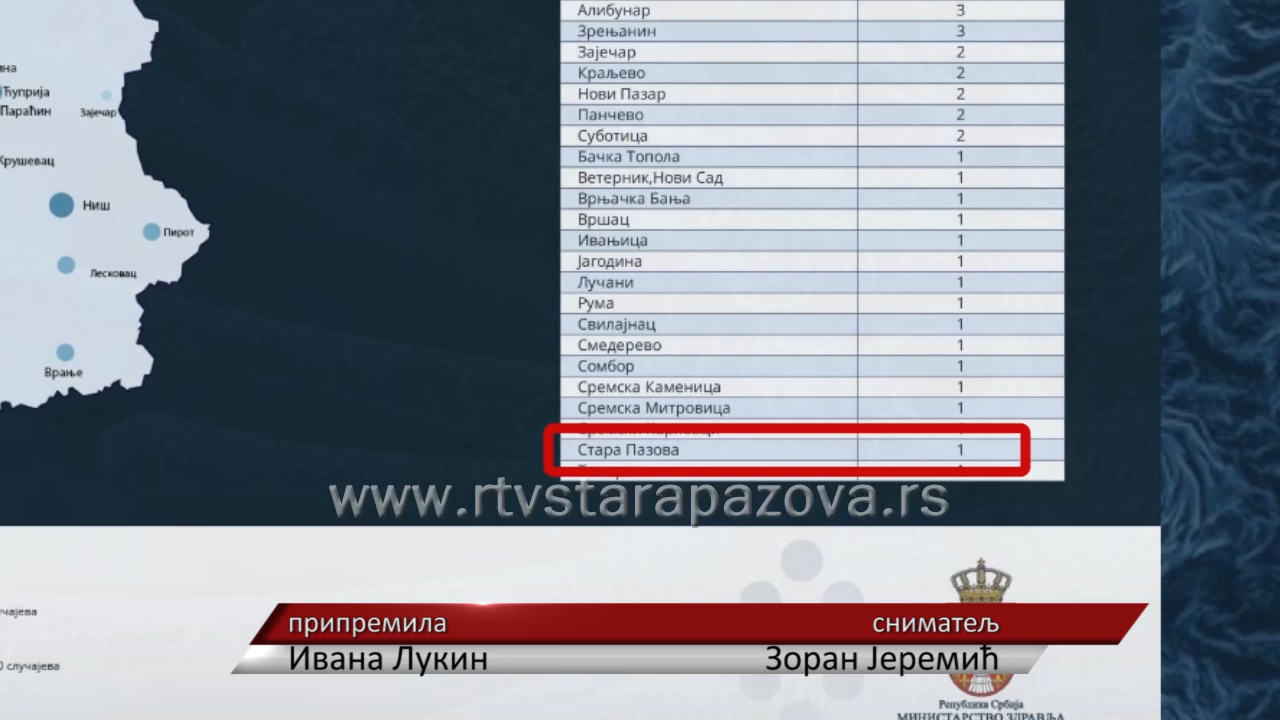 Алибунар 3
Зрењанин 3
Зајечар 2
Краљево 2
Нови Пазар 2
Панчево 2
Суботица 2
Бачка Топола 1
Ветерник,Нови Сад 1
Врњачка Бања 1
Вршац 1
Ивањица 1
Јагодина 1
Лучани 1
Рума 1
Свилајнац 1
Смедерево 1
Сомбор 1
Сремска Каменица 1
Сремска Митровица 1
Стара Пазова 1
Ћуприја
Параћин
Зајечар
Крушевац
Ниш
Пирот
Лесковац
Врање
www.rtvstarapazova.rs
случајева
припремила сниматељ
Ивана Лукин Зоран Јеремић
Република Србија
МИНИСТАРСТВО ЗДРАВЉА